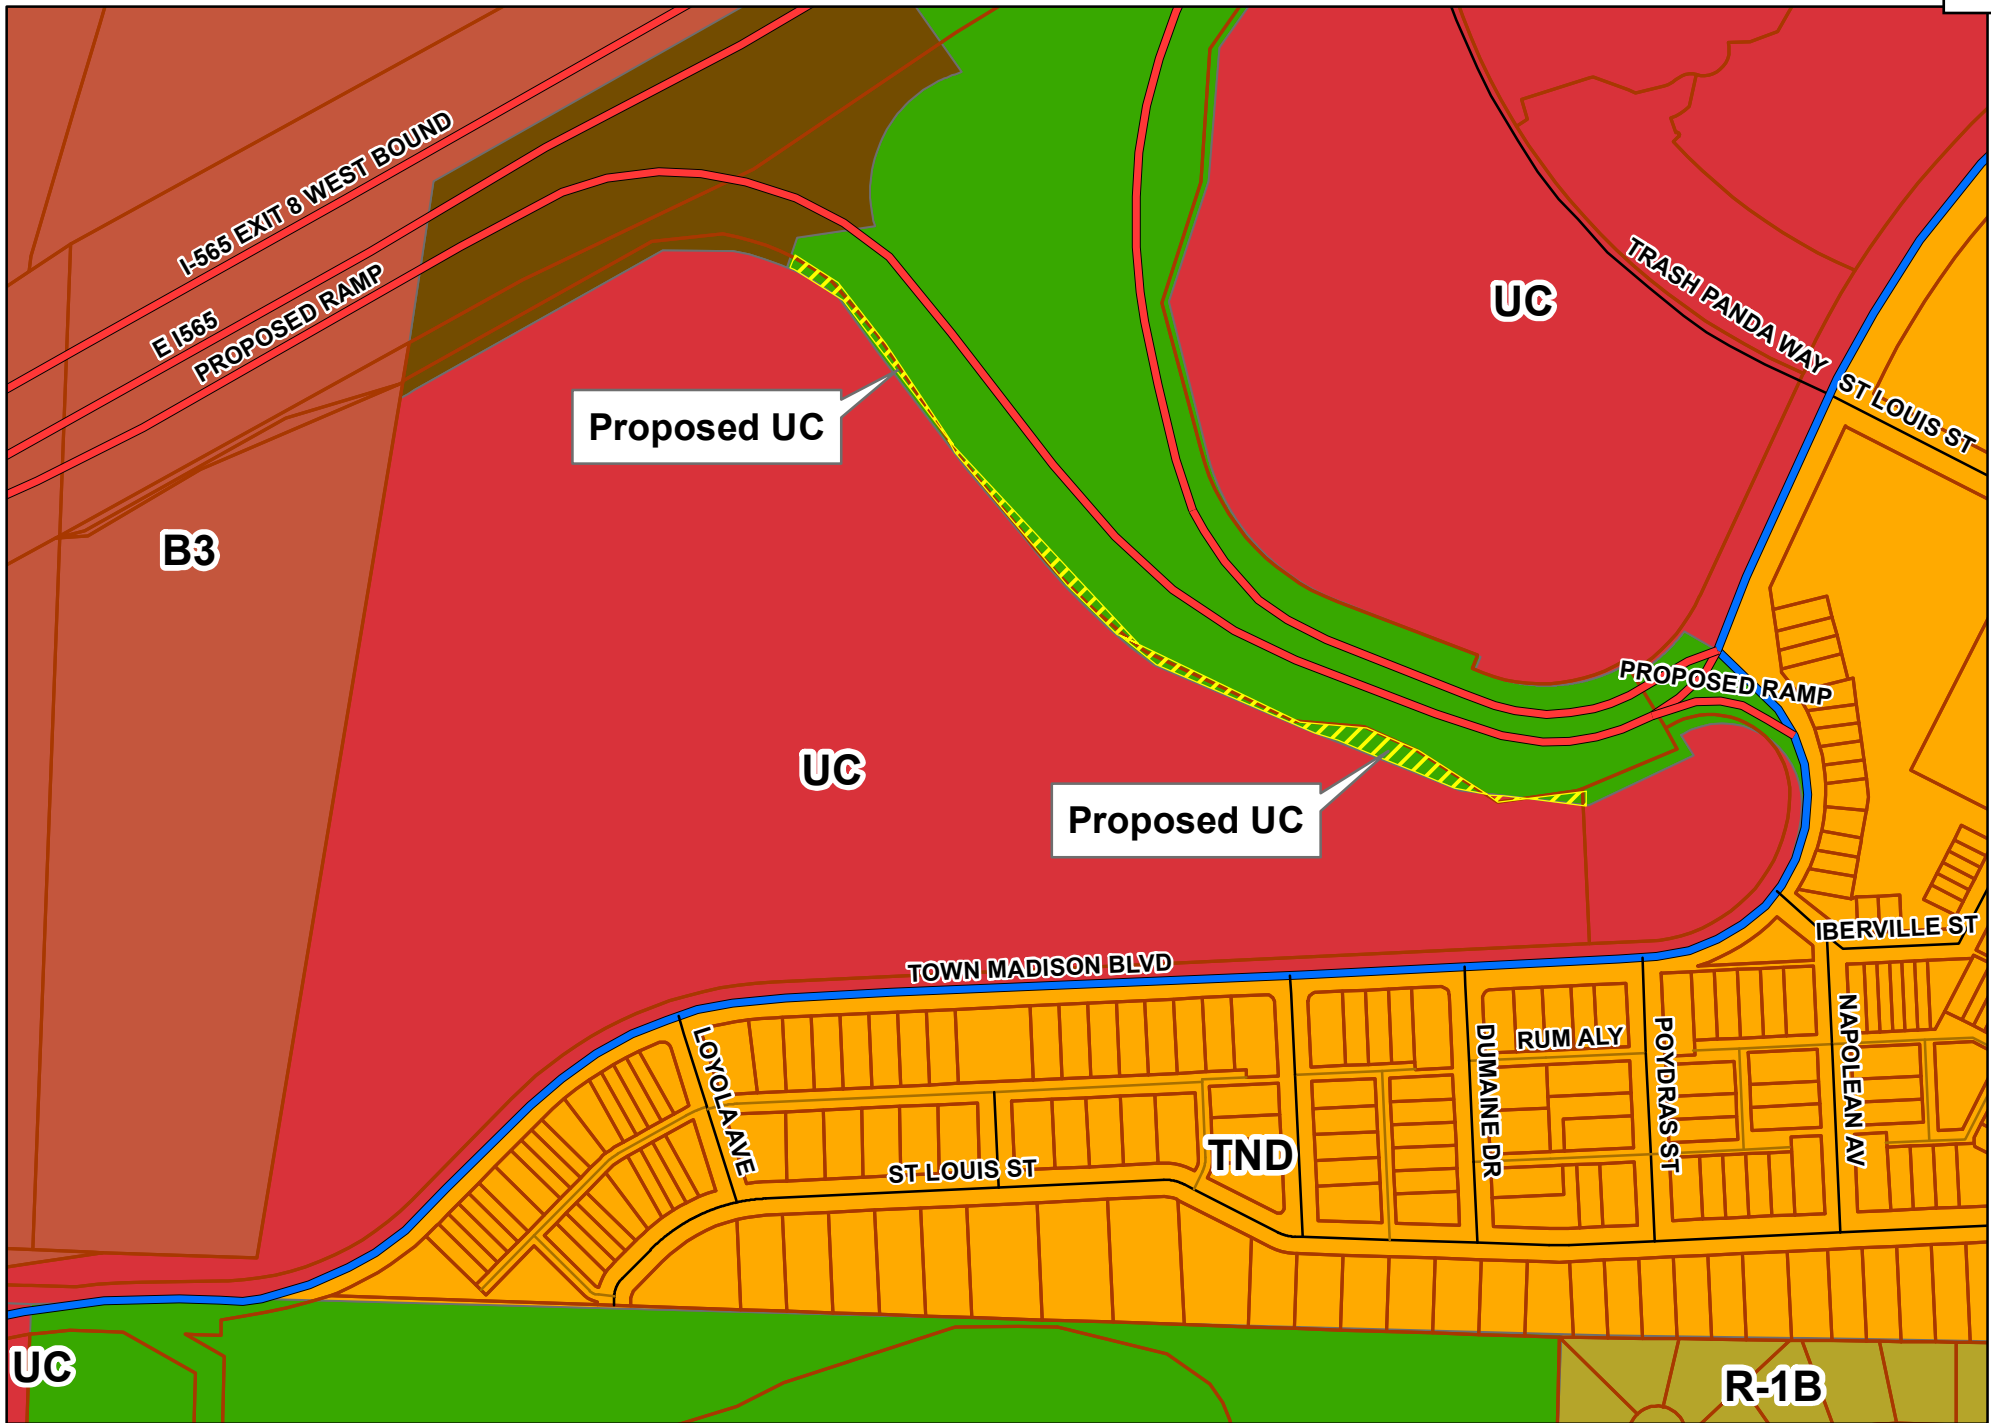 I-565 EXIT 8 WEST BOUND
E I565
PROPOSED RAMP
UC
TRASH PANDA WAY
ST LOUIS ST
Proposed UC
B3
PROPOSED RAMP
UC
Proposed UC
IBERVILLE ST
TOWN MADISON BLVD
LOYOLA AVE
DUMAINE DR
RUM ALY
POYDRAS ST
NAPOLEAN AV
TND
ST LOUIS ST
UC
R-1B